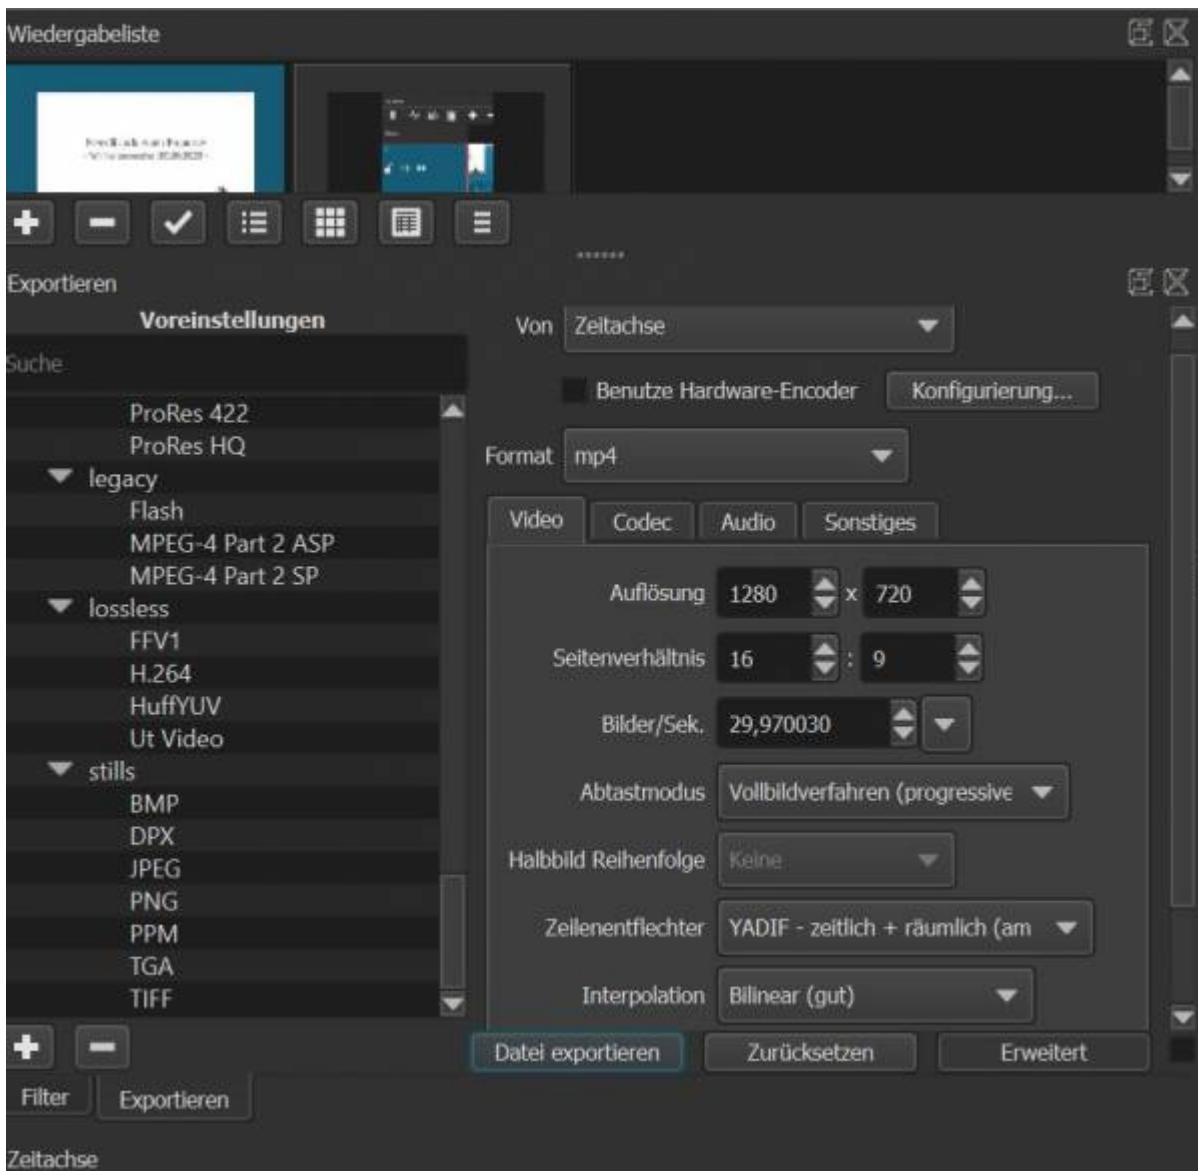 Wiedergabeliste
Exportieren
Voreinstellungen
Suche
ProRes 422
ProRes HQ
legacy
Flash
MPEG-4 Part 2 ASP
MPEG-4 Part 2 SP
lossless
FFV1
H.264
HuffYUV
Ut Video
stills
BMP
DPX
JPEG
PNG
PPM
TGA
TIFF
Von Zeitachse
Benutze Hardware-Encoder Konfigurierung...
Format mp4
Video Codec Audio Sonstiges
Auflösung 1280 x 720
Seitenverhältnis 16 : 9
Bilder/Sek. 29,970030
Abtastmodus Vollbildverfahren (progressive
Halbbild Reihenfolge Keine
Zeilenentflechter YADIF - zeitlich + räumlich (am
Interpolation Bilinear (gut)
Datei exportieren Zurücksetzen Erweitert
Filter Exportieren
Zeitachse